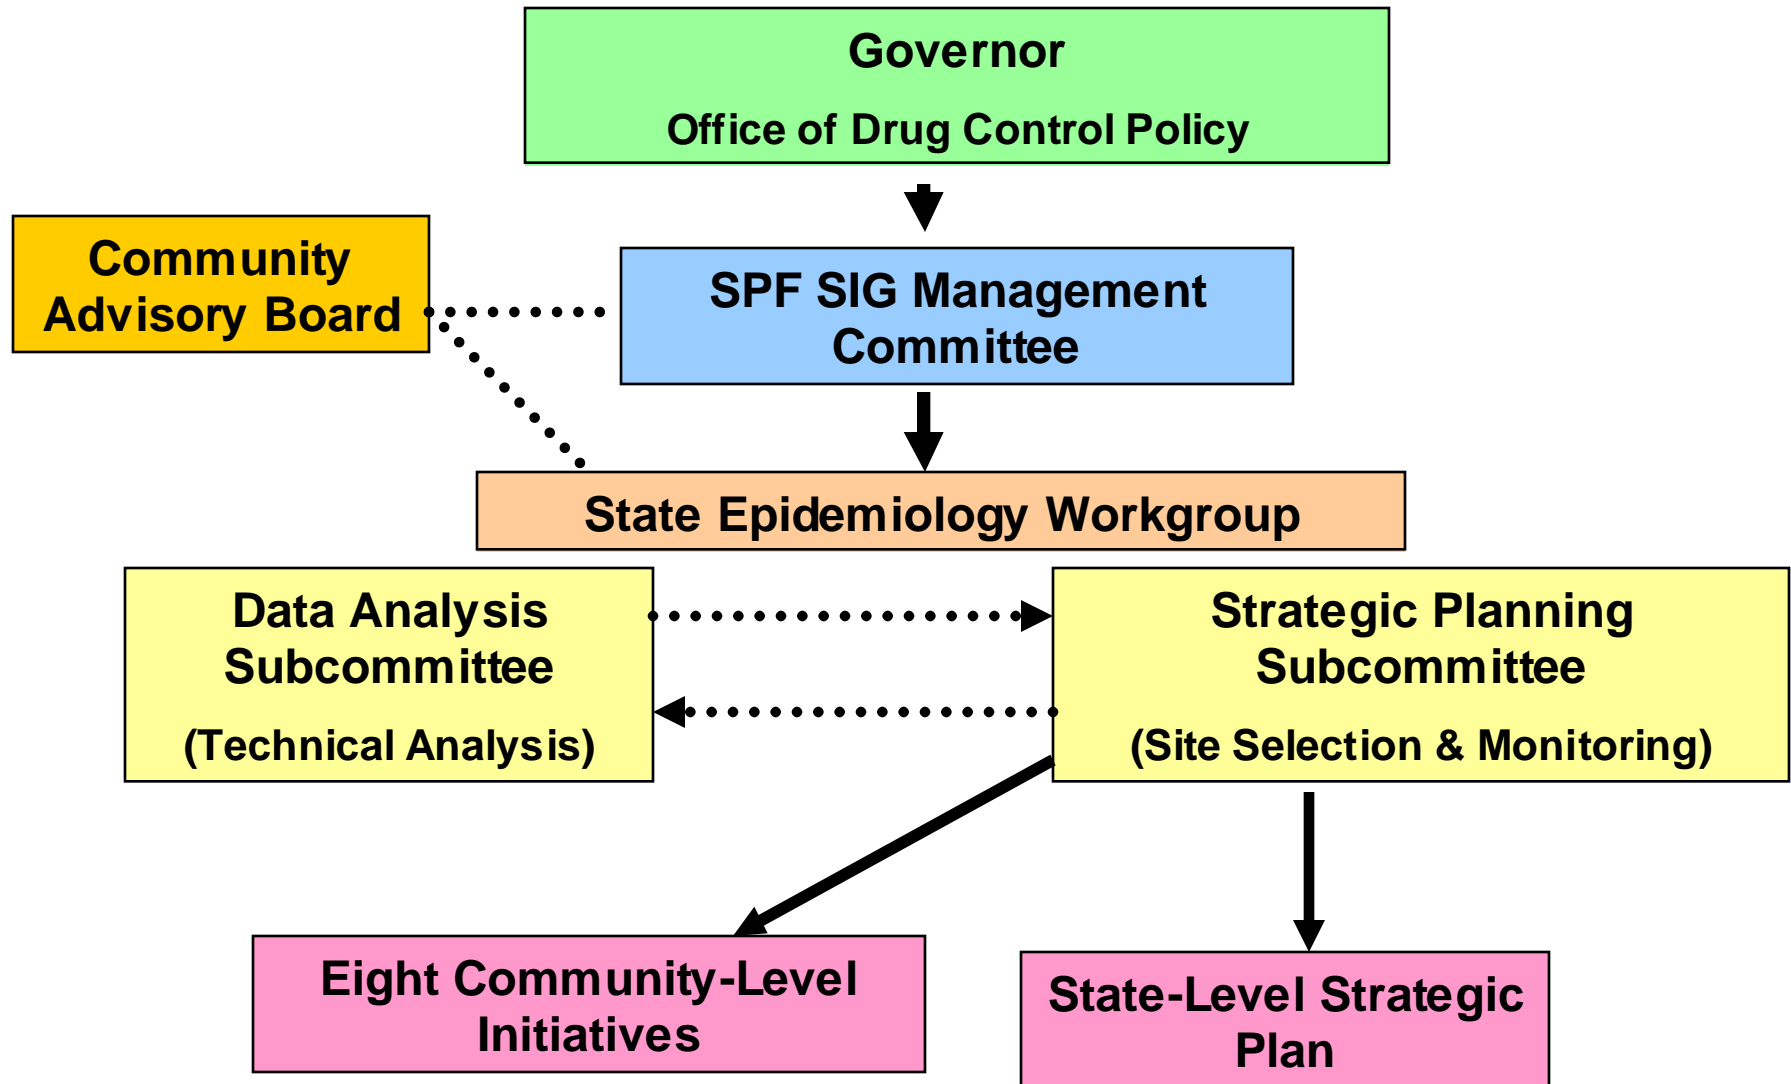 Governor
Office of Drug Control Policy
Community
Advisory Board
SPF SIG Management
Committee
State Epidemiology Workgroup
Data Analysis
Subcommittee
(Technical Analysis)
Strategic Planning
Subcommittee
(Site Selection & Monitoring)
Eight Community-Level
Initiatives
State-Level Strategic
Plan